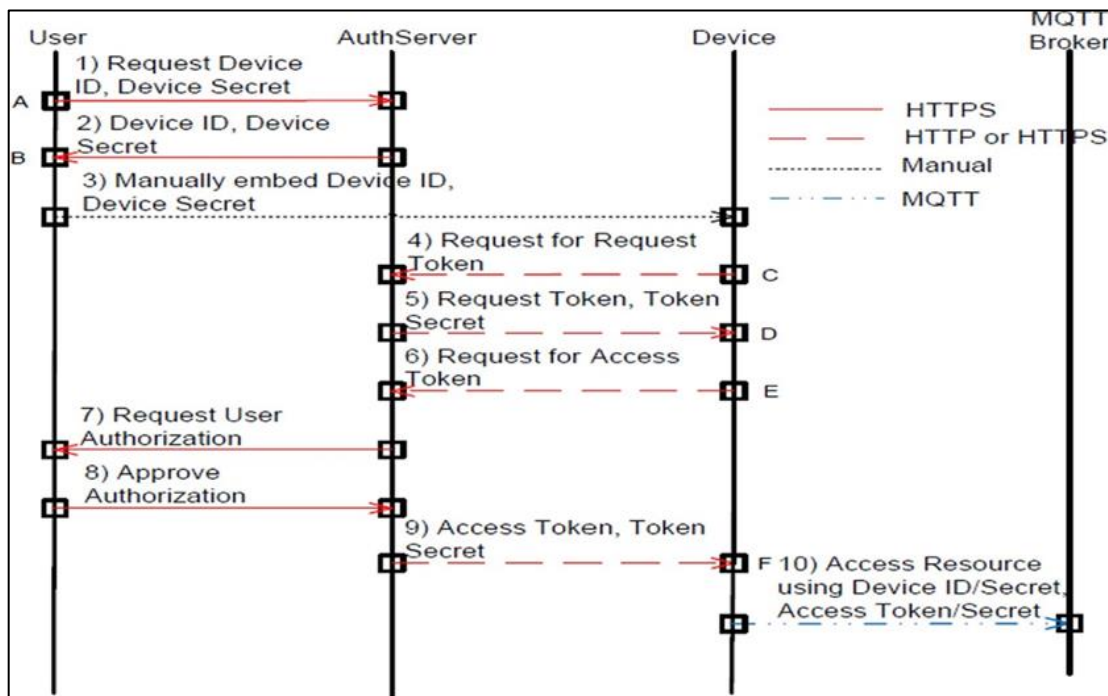 User
AuthServer
Device
MQTT
Broker
1) Request Device
ID, Device Secret
A
HTTPS
2) Device ID, Device
Secret
HTTP or HTTPS
B
Manual
3) Manually embed Device ID,
Device Secret
MQTT
4) Request for Request
Token
C
5) Request Token, Token
Secret
D
6) Request for Access
Token
E
7) Request User
Authorization
8) Approve
Authorization
9) Access Token, Token
Secret
F
10) Access Resource
using Device ID/Secret,
Access Token/Secret